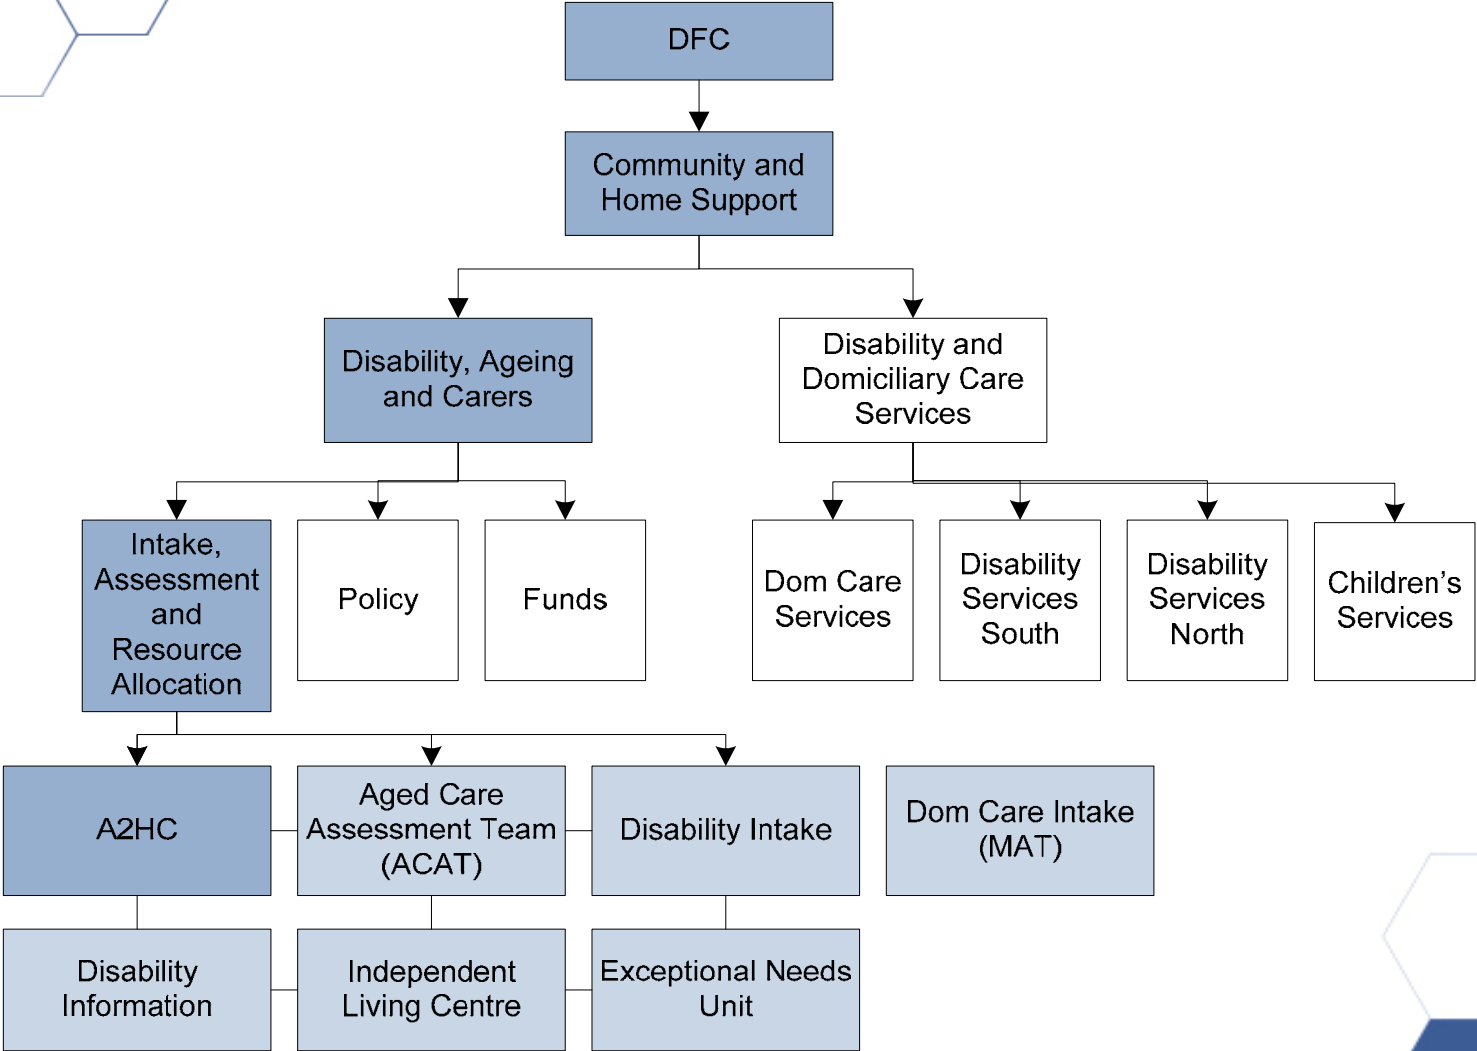 DFC
Community and
Home Support
Disability, Ageing
and Carers
Disability and
Domiciliary Care
Services
Intake,
Assessment
and
Resource
Allocation
Policy
Funds
Dom Care
Services
Disability
Services
South
Disability
Services
North
Children’s
Services
A2HC
Aged Care
Assessment Team
(ACAT)
Disability Intake
Dom Care Intake
(MAT)
Disability
Information
Independent
Living Centre
Exceptional Needs
Unit